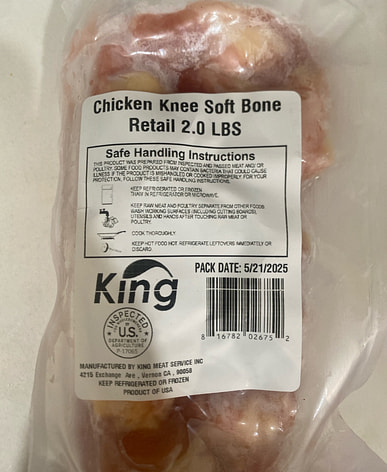 Chicken Knee Soft Bone
Retail 2.0 LBS
Safe Handling Instructions
THIS PRODUCT WAS PREPARED FROM INSPECTED AND PASSED MEAT AND/OR
POULTRY. SOME FOOD PRODUCTS MAY CONTAIN BACTERIA THAT COULD CAUSE
ILLNESS IF THE PRODUCT IS MISHANDLED OR COOKED IMPROPERLY. FOR YOUR
PROTECTION, FOLLOW THESE SAFE HANDLING INSTRUCTIONS.
KEEP REFRIGERATED OR FROZEN.
THAW IN REFRIGERATOR OR MICROWAVE.
KEEP RAW MEAT AND POULTRY SEPARATE FROM OTHER FOODS.
WASH WORKING SURFACES (INCLUDING CUTTING BOARDS),
UTENSILS AND HANDS AFTER TOUCHING RAW MEAT OR
POULTRY.
COOK THOROUGHLY.
KEEP HOT FOOD HOT. REFRIGERATE LEFTOVERS IMMEDIATELY OR
DISCARD.
PACK DATE: 5/21/2025
King
8 16782 02675 2
INSPECTED
U.S.
DEPARTMENT OF
AGRICULTURE
MANUFACTURED BY KING MEAT SERVICE INC
4215 Exchange Ave , Vernon CA , 90058
KEEP REFRIGERATED OR FROZEN
PRODUCT OF USA